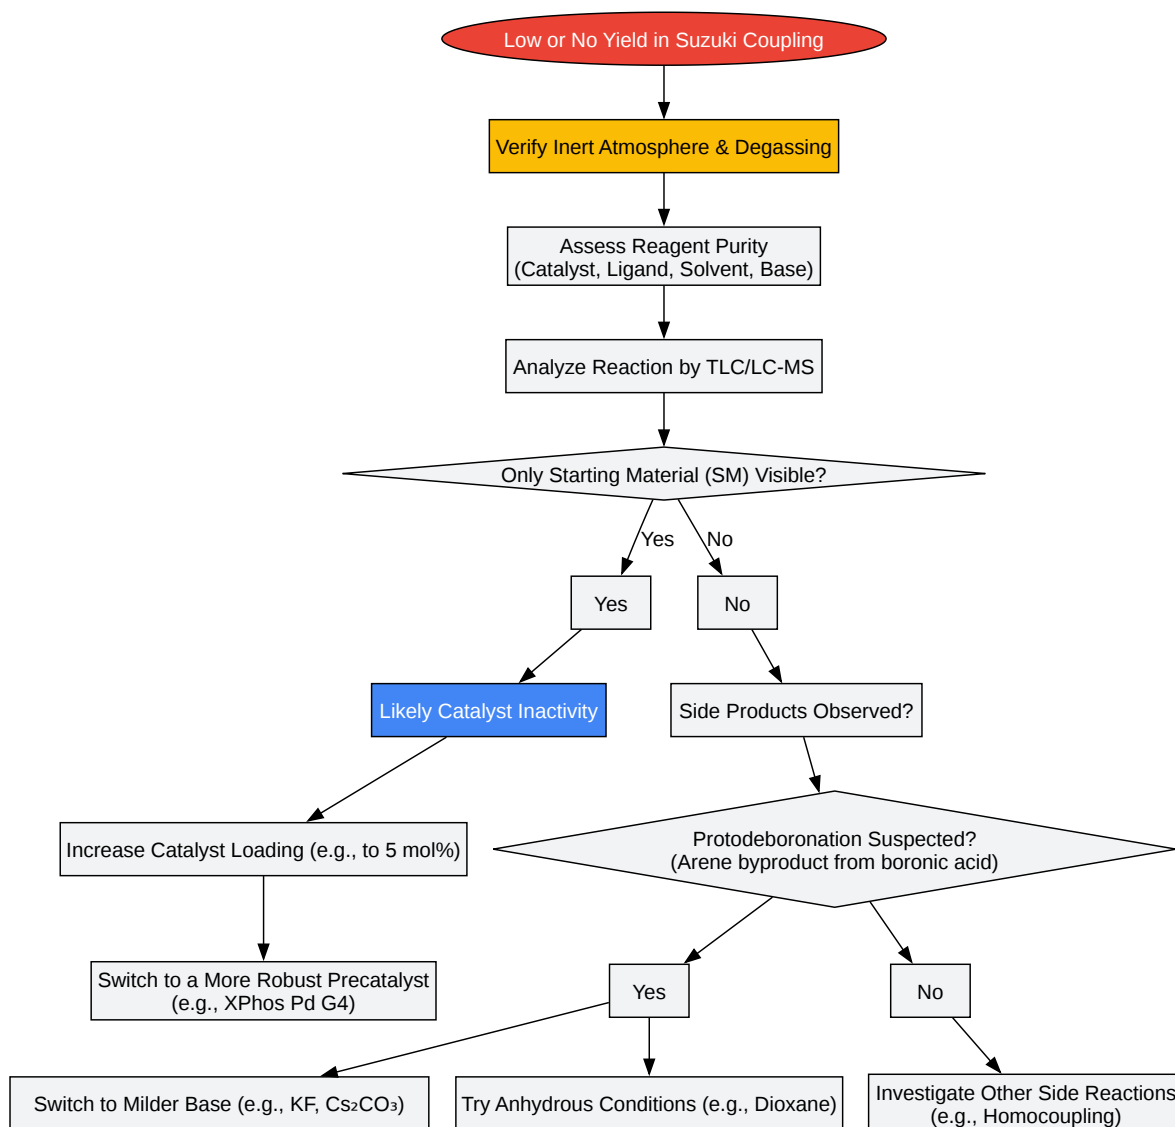 Low or No Yield in Suzuki Coupling
Verify Inert Atmosphere & Degassing
Assess Reagent Purity
(Catalyst, Ligand, Solvent, Base)
Analyze Reaction by TLC/LC-MS
Only Starting Material (SM) Visible?
Yes
No
Yes
No
Likely Catalyst Inactivity
Side Products Observed?
Increase Catalyst Loading (e.g., to 5 mol%)
Protodeboronation Suspected?
(Arene byproduct from boronic acid)
Switch to a More Robust Precatalyst
(e.g., XPhos Pd G4)
Yes
No
Switch to Milder Base (e.g., KF, Cs₂CO₃)
Try Anhydrous Conditions (e.g., Dioxane)
Investigate Other Side Reactions
(e.g., Homocoupling)